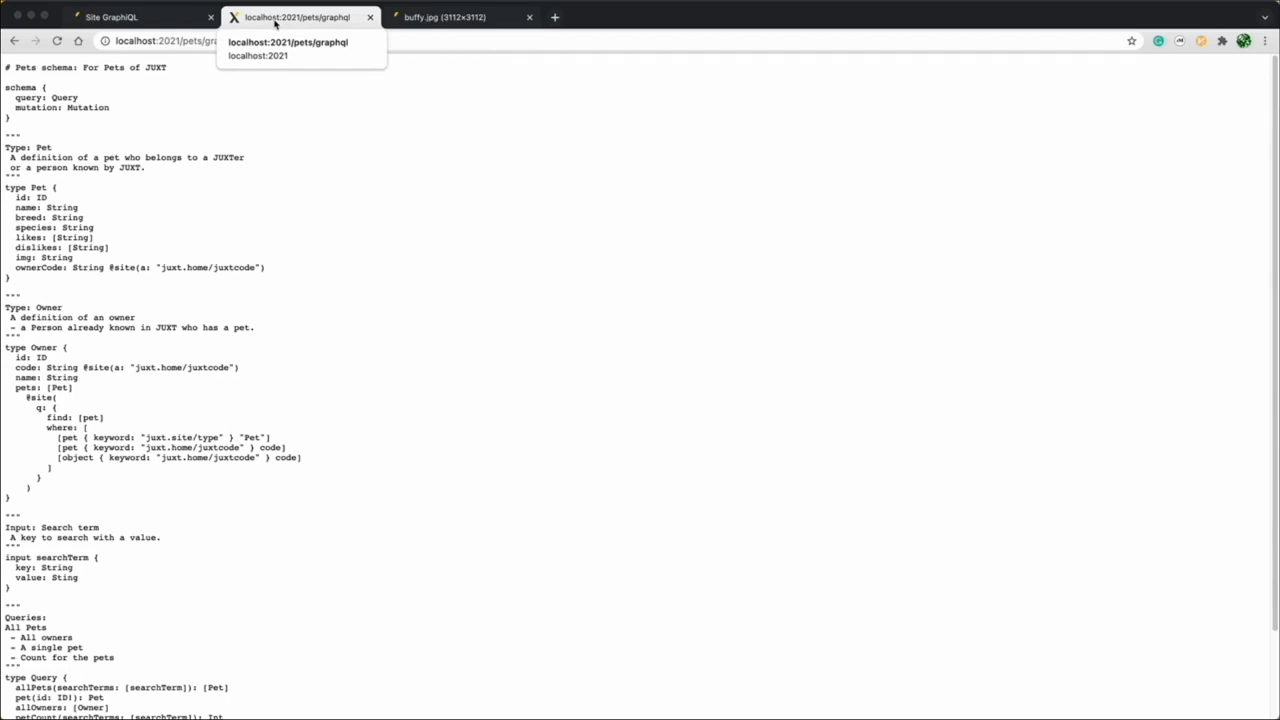 Site GraphiQL
localhost:2021/pets/graphql
buffy.jpg (3112×3112)
localhost:2021/pets/gra
localhost:2021/pets/graphql
localhost:2021
# Pets schema: For Pets of JUXT
schema {
query: Query
mutation: Mutation
}
"""
Type: Pet
A definition of a pet who belongs to a JUXTer
or a person known by JUXT.
"""
type Pet {
id: ID
name: String
breed: String
species: String
likes: [String]
dislikes: [String]
img: String
ownerCode: String @site(a: "juxt.home/juxtcode")
}
"""
Type: Owner
A definition of an owner
- a Person already known in JUXT who has a pet.
"""
type Owner {
id: ID
code: String @site(a: "juxt.home/juxtcode")
name: String
pets: [Pet]
@site(
q: {
find: [pet]
where: [
[pet { keyword: "juxt.site/type" } "Pet"]
[pet { keyword: "juxt.home/juxtcode" } code]
[object { keyword: "juxt.home/juxtcode" } code]
]
}
)
}
"""
Input: Search term
A key to search with a value.
"""
input searchTerm {
key: String
value: Sting
}
"""
Queries:
All Pets
- All owners
- A single pet
- Count for the pets
"""
type Query {
allPets(searchTerms: [searchTerm]): [Pet]
pet(id: ID!): Pet
allOwners: [Owner]
petCount(searchTerms: [searchTerm]): Int